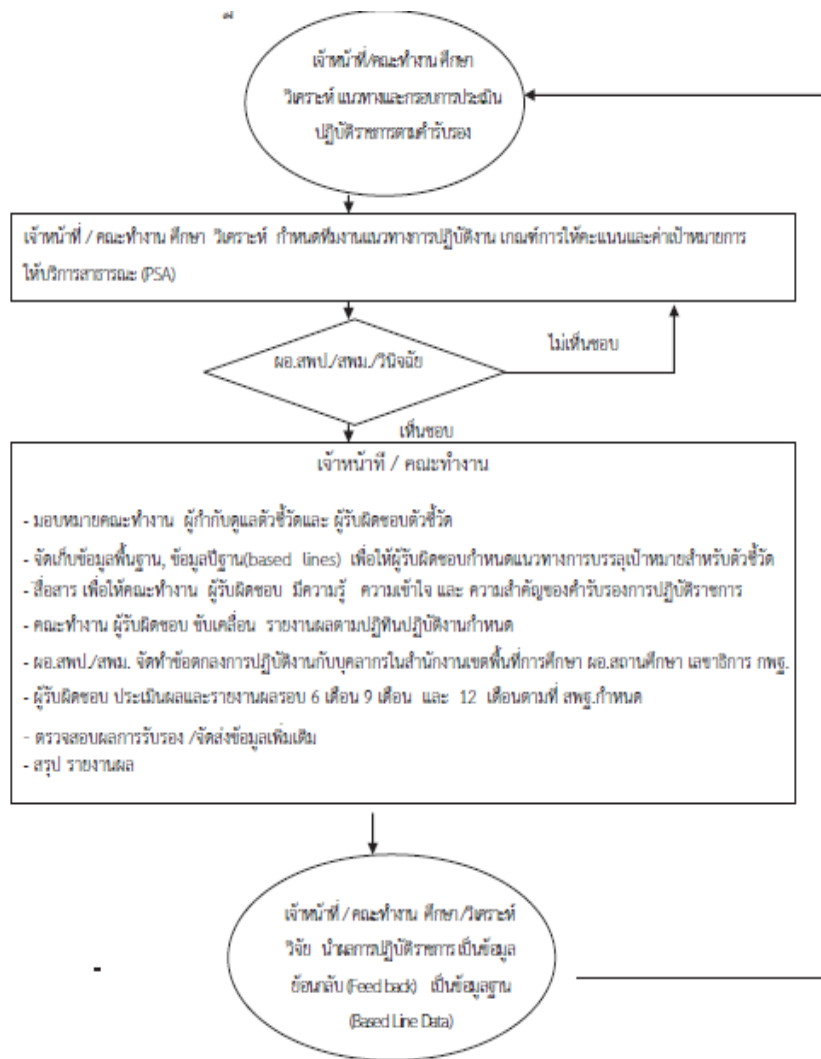 เจ้าหน้าที่/คณะทำงาน ศึกษา
วิเคราะห์ แนวทางและกรอบการประเมิน
ปฏิบัติราชการตามคำรับรอง
เจ้าหน้าที่ / คณะทำงาน ศึกษา วิเคราะห์ กำหนดทีมงานแนวทางการปฏิบัติงาน เกณฑ์การให้คะแนนและค่าเป้าหมายการ
ให้บริการสาธารณะ (PSA)
ผอ.สพป./สพม./วินิจฉัย
ไม่เห็นชอบ
เห็นชอบ
เจ้าหน้าที่ / คณะทำงาน
- มอบหมายคณะทำงาน ผู้กำกับดูแลตัวชี้วัดและ ผู้รับผิดชอบตัวชี้วัด
- จัดเก็บข้อมูลพื้นฐาน, ข้อมูลปีฐาน(based lines) เพื่อให้ผู้รับผิดชอบกำหนดแนวทางการบรรลุเป้าหมายสำหรับตัวชี้วัด
- สื่อสาร เพื่อให้คณะทำงาน ผู้รับผิดชอบ มีความรู้ ความเข้าใจ และ ความสำคัญของคำรับรองการปฏิบัติราชการ
- คณะทำงาน ผู้รับผิดชอบ ขับเคลื่อน รายงานผลตามปฏิทินปฏิบัติงานกำหนด
- ผอ.สพป./สพม. จัดทำข้อตกลงการปฏิบัติงานกับบุคลากรในสำนักงานเขตพื้นที่การศึกษา ผอ.สถานศึกษา เลขาธิการ กพฐ.
- ผู้รับผิดชอบ ประเมินผลและรายงานผลรอบ 6 เดือน 9 เดือน และ 12 เดือนตามที่ สพฐ.กำหนด
- ตรวจสอบผลการรับรอง /จัดส่งข้อมูลเพิ่มเติม
- สรุป รายงานผล
เจ้าหน้าที่ / คณะทำงาน ศึกษา /วิเคราะห์
วิจัย นำผลการปฏิบัติราชการ เป็นข้อมูล
ย้อนกลับ (Feed back) เป็นข้อมูลฐาน
(Based Line Data)
-